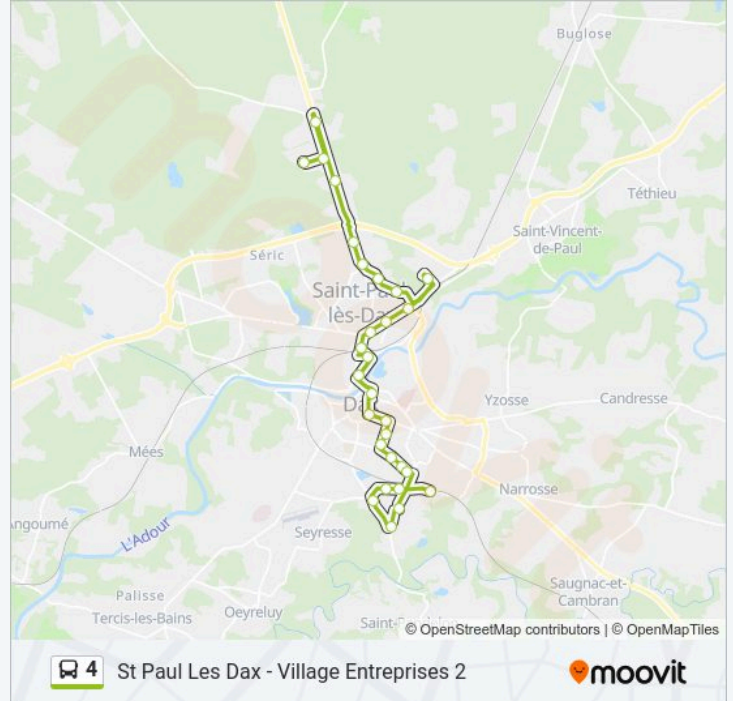 Buglose
Téthieu
Saint-Vincent-
de-Paul
Séric
Saint-Paul-
lès-Dax
Dax
Yzosse
Candresse
Mées
Narrosse
Angoumé
L'Adour
Seyresse
Saugnac-et-
Cambran
Palisse
Tercis-les-Bains
Oeyreluy
© OpenStreetMap contributors | © OpenMapTiles
4 St Paul Les Dax - Village Entreprises 2
moovit